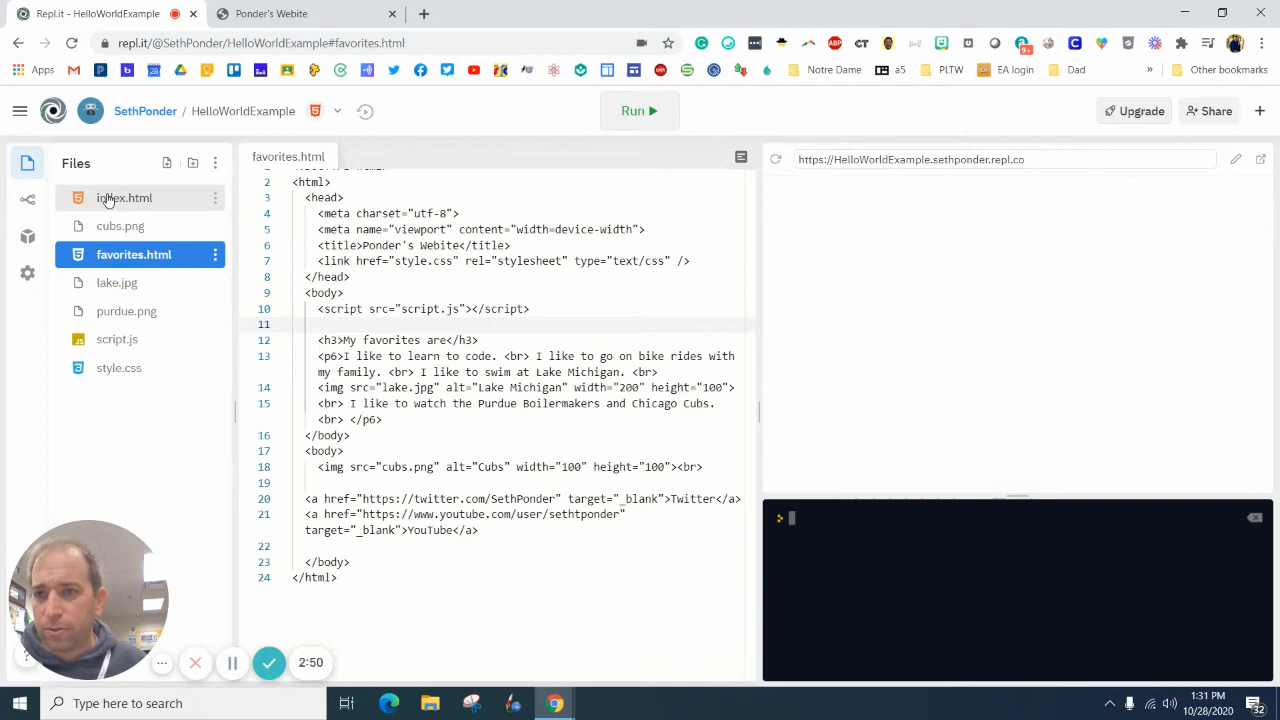 Repl.it - HelloWorldExample
Ponder's Webite
repl.it/@SethPonder/HelloWorldExample#favorites.html
Apps
Notre Dame
a5
PLTW
EA login
Dad
Other bookmarks
SethPonder / HelloWorldExample
Run
Upgrade
Share
Files
index.html
cubs.png
favorites.html
lake.jpg
purdue.png
script.js
style.css
favorites.html
2 <html>
3 <head>
4 <meta charset="utf-8">
5 <meta name="viewport" content="width=device-width">
6 <title>Ponder's Webite</title>
7 <link href="style.css" rel="stylesheet" type="text/css" />
8 </head>
9 <body>
10 <script src="script.js"></script>
11
12 <h3>My favorites are</h3>
13 <p6>I like to learn to code. <br> I like to go on bike rides with
my family. <br> I like to swim at Lake Michigan. <br>
14 <img src="lake.jpg" alt="Lake Michigan" width="200" height="100">
15 <br> I like to watch the Purdue Boilermakers and Chicago Cubs.
<br> </p6>
16 </body>
17 <body>
18 <img src="cubs.png" alt="Cubs" width="100" height="100"><br>
19
20 <a href="https://twitter.com/SethPonder" target="_blank">Twitter</a>
21 <a href="https://www.youtube.com/user/sethtponder"
target="_blank">YouTube</a>
22
23 </body>
24 </html>
https://HelloWorldExample.sethponder.repl.co
2:50
Type here to search
1:31 PM
10/28/2020
32